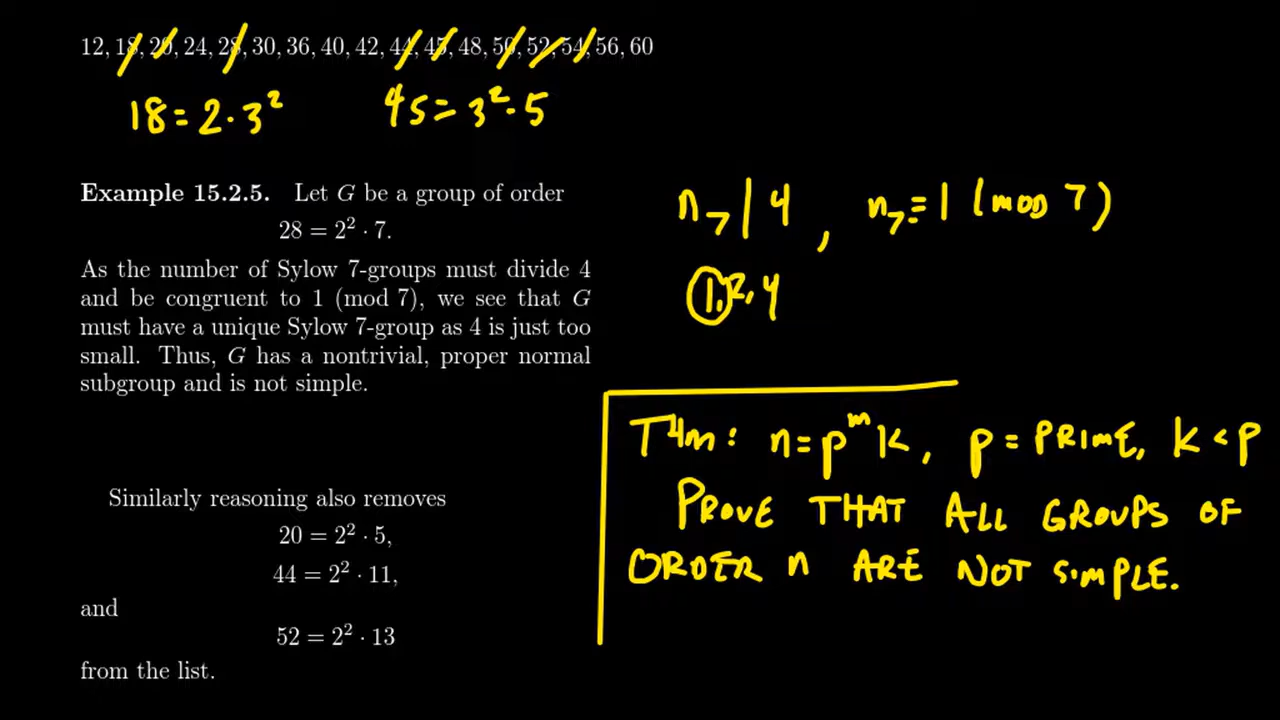 12, 18, 20, 24, 28, 30, 36, 40, 42, 44, 45, 48, 50, 52, 54, 56, 60
18 = 2 · 3² 45 = 3² · 5
Example 15.2.5. Let G be a group of order
28 = 2² · 7.
As the number of Sylow 7-groups must divide 4
and be congruent to 1 (mod 7), we see that G
must have a unique Sylow 7-group as 4 is just too
small. Thus, G has a nontrivial, proper normal
subgroup and is not simple.
Similarly reasoning also removes
20 = 2² · 5,
44 = 2² · 11,
and
52 = 2² · 13
from the list.
n₇ | 4, n₇ ≡ 1 (mod 7)
1, 2, 4
THM: n = pᵐk, p = PRIME, k < p
PROVE THAT ALL GROUPS OF
ORDER n ARE NOT SIMPLE.